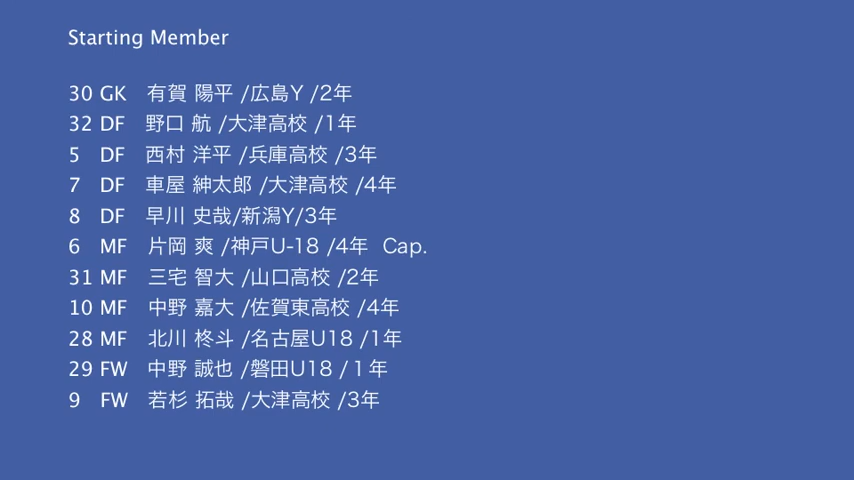 Starting Member
30 GK 有賀 陽平 /広島Y /2年
32 DF 野口 航 /大津高校 /1年
5 DF 西村 洋平 /兵庫高校 /3年
7 DF 車屋 紳太郎 /大津高校 /4年
8 DF 早川 史哉/新潟Y/3年
6 MF 片岡 爽 /神戸U-18 /4年 Cap.
31 MF 三宅 智大 /山口高校 /2年
10 MF 中野 嘉大 /佐賀東高校 /4年
28 MF 北川 柊斗 /名古屋U18 /1年
29 FW 中野 誠也 /磐田U18 /１年
9 FW 若杉 拓哉 /大津高校 /3年